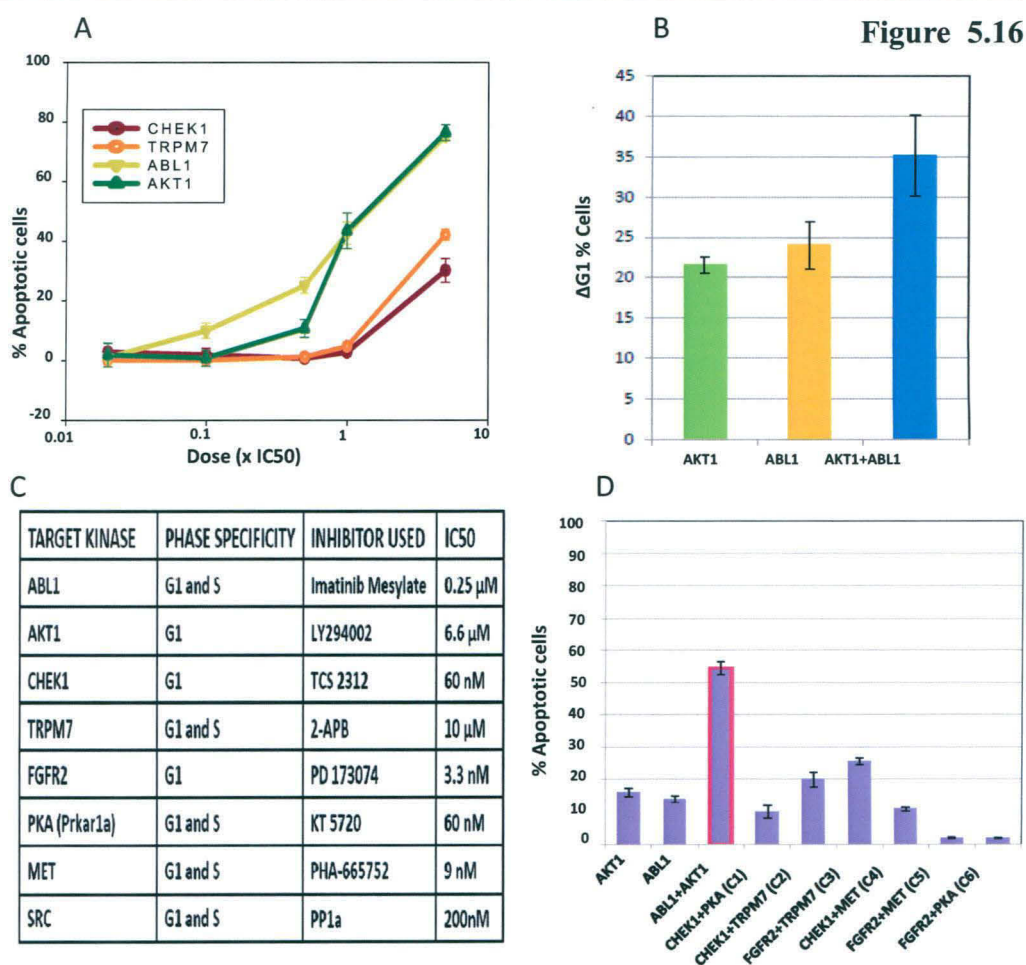 A
B
Figure 5.16
100
80
60
40
20
0
-20
0.01
0.1
1
10
% Apoptotic cells
Dose (x IC50)
CHEK1
TRPM7
ABL1
AKT1
45
40
35
30
25
20
15
10
5
0
ΔG1 % Cells
AKT1
ABL1
AKT1+ABL1
C
TARGET KINASE PHASE SPECIFICITY INHIBITOR USED IC50
ABL1 G1 and S Imatinib Mesylate 0.25 µM
AKT1 G1 LY294002 6.6 µM
CHEK1 G1 TCS 2312 60 nM
TRPM7 G1 and S 2-APB 10 µM
FGFR2 G1 PD 173074 3.3 nM
PKA (Prkar1a) G1 and S KT 5720 60 nM
MET G1 and S PHA-665752 9 nM
SRC G1 and S PP1a 200nM
D
100
90
80
70
60
50
40
30
20
10
0
% Apoptotic cells
AKT1
ABL1
ABL1+AKT1
CHEK1+PKA (C1)
CHEK1+TRPM7 (C2)
FGFR2+TRPM7 (C3)
CHEK1+MET (C4)
FGFR2+MET (C5)
FGFR2+PKA (C6)